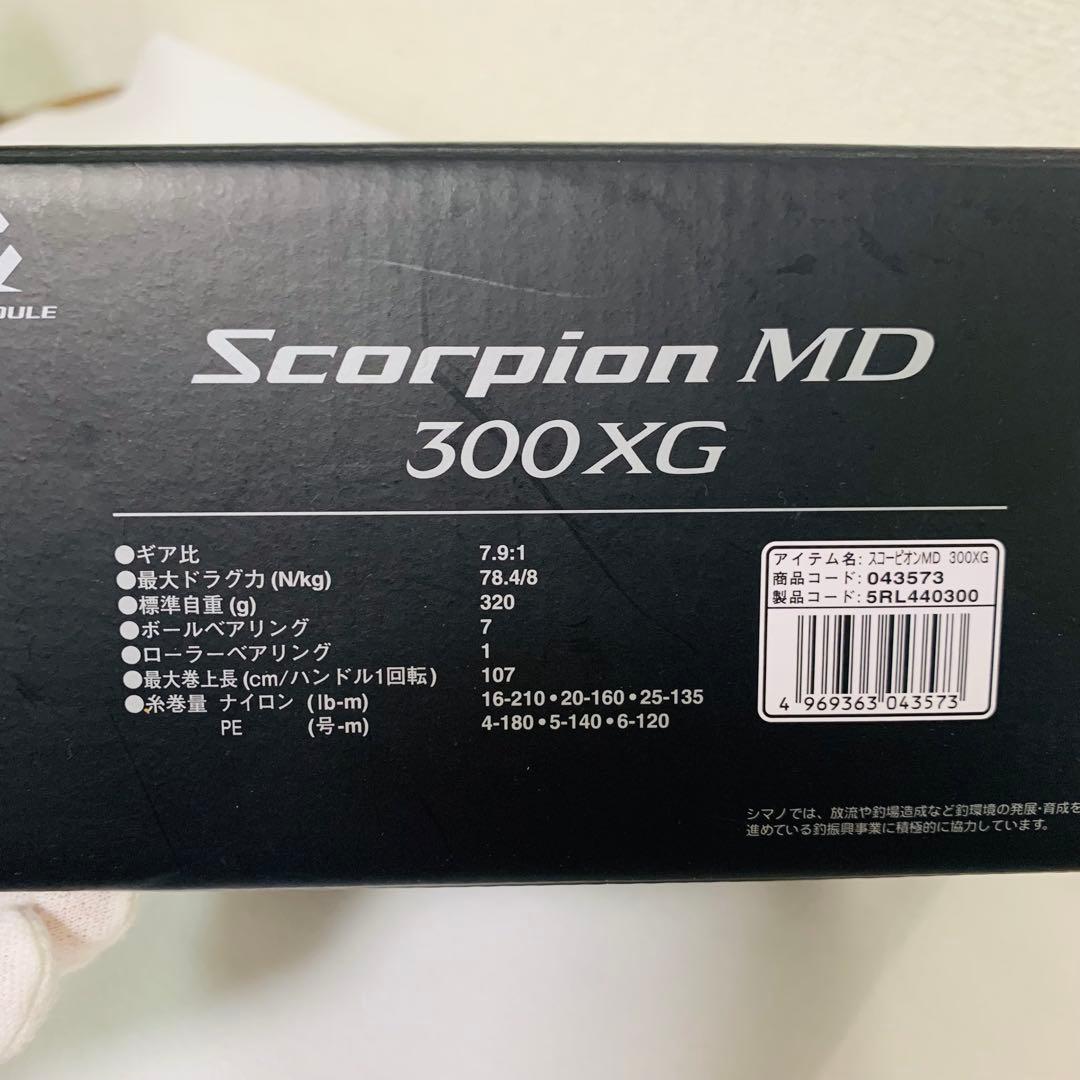 Scorpion MD
300XG
●ギア比 7.9:1
●最大ドラグ力(N/kg) 78.4/8
●標準自重(g) 320
●ボールベアリング 7
●ローラーベアリング 1
●最大巻上長(cm/ハンドル1回転) 107
●糸巻量 ナイロン (lb-m) 16-210•20-160•25-135
PE (号-m) 4-180•5-140•6-120
アイテム名: スコーピオンMD 300XG
商品コード: 043573
製品コード: 5RL440300
4 969363 043573
シマノでは、放流や釣場造成など釣環境の発展・育成を
進めている釣振興事業に積極的に協力しています。